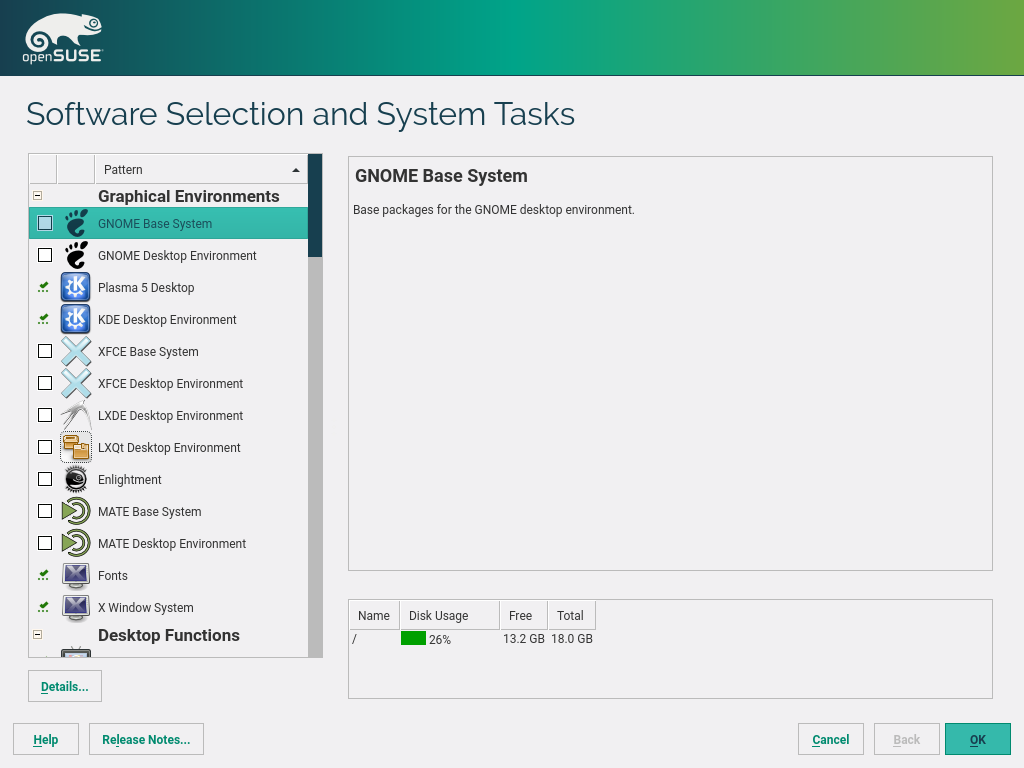 openSUSE
Software Selection and System Tasks
Pattern
Graphical Environments
GNOME Base System
GNOME Desktop Environment
Plasma 5 Desktop
KDE Desktop Environment
XFCE Base System
XFCE Desktop Environment
LXDE Desktop Environment
LXQt Desktop Environment
Enlightment
MATE Base System
MATE Desktop Environment
Fonts
X Window System
Desktop Functions
Details...
GNOME Base System
Base packages for the GNOME desktop environment.
Name Disk Usage Free Total
/ 26% 13.2 GB 18.0 GB
Help Release Notes... Cancel Back OK